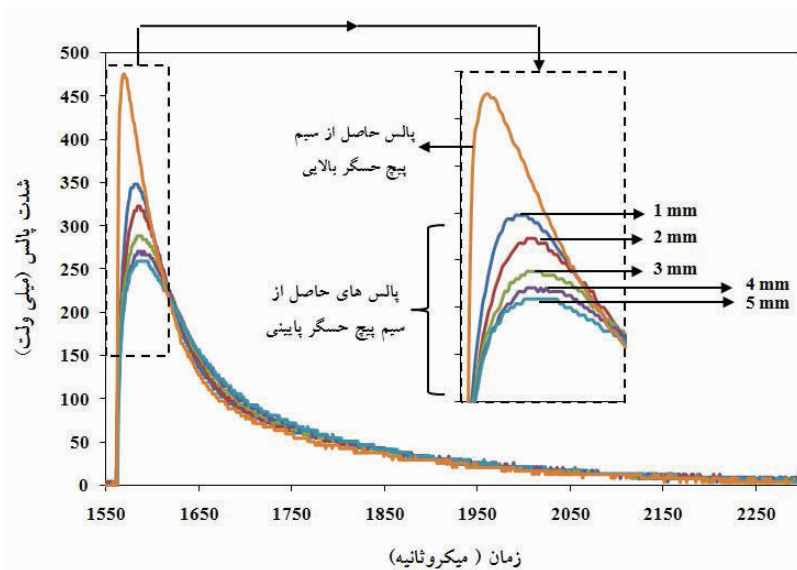 500
450
400
350
300
250
200
150
100
50
0
شدت پالس (میلی ولت)
1550
1650
1750
1850
1950
2050
2150
2250
زمان ( میکروثانیه)
پالس حاصل از سیم
پیچ حسگر بالایی
1 mm
2 mm
3 mm
4 mm
5 mm
پالس های حاصل از
سیم پیچ حسگر پایینی